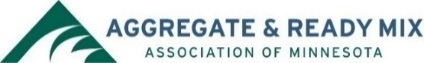 AGGREGATE & READY MIX
ASSOCIATION OF MINNESOTA